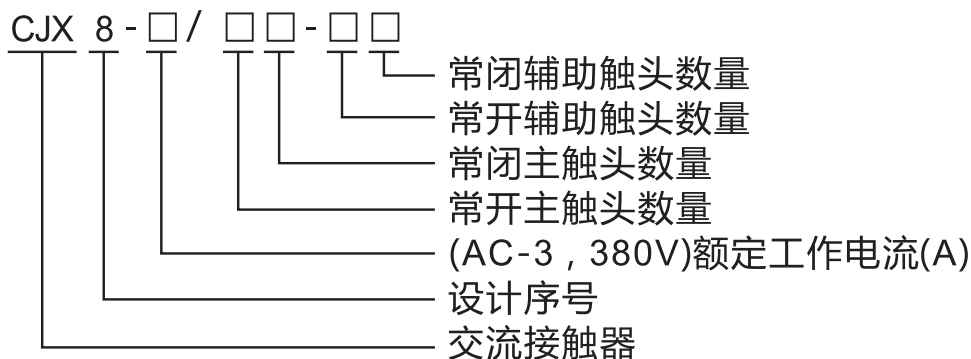 CJX 8-□/ □□-□□
常闭辅助触头数量
常开辅助触头数量
常闭主触头数量
常开主触头数量
(AC-3 , 380V)额定工作电流(A)
设计序号
交流接触器